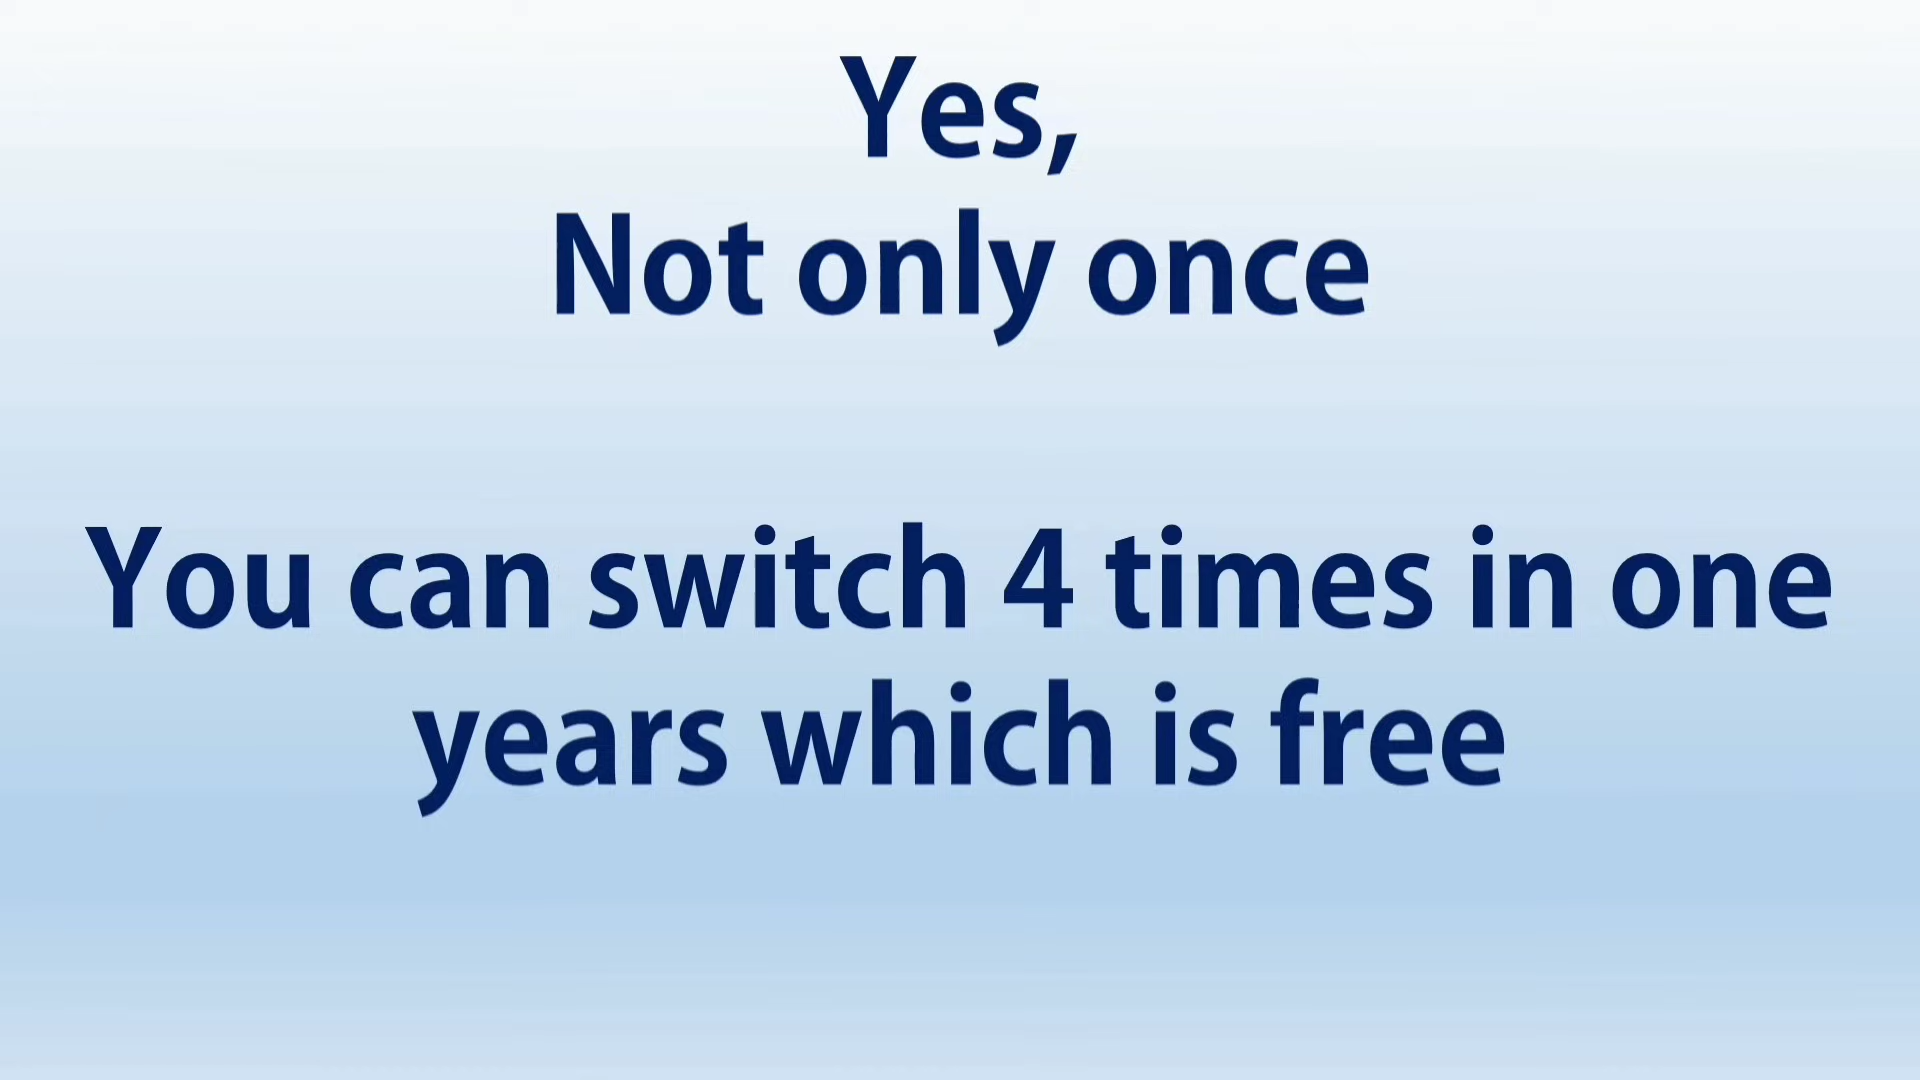 Yes,
Not only once
You can switch 4 times in one
years which is free